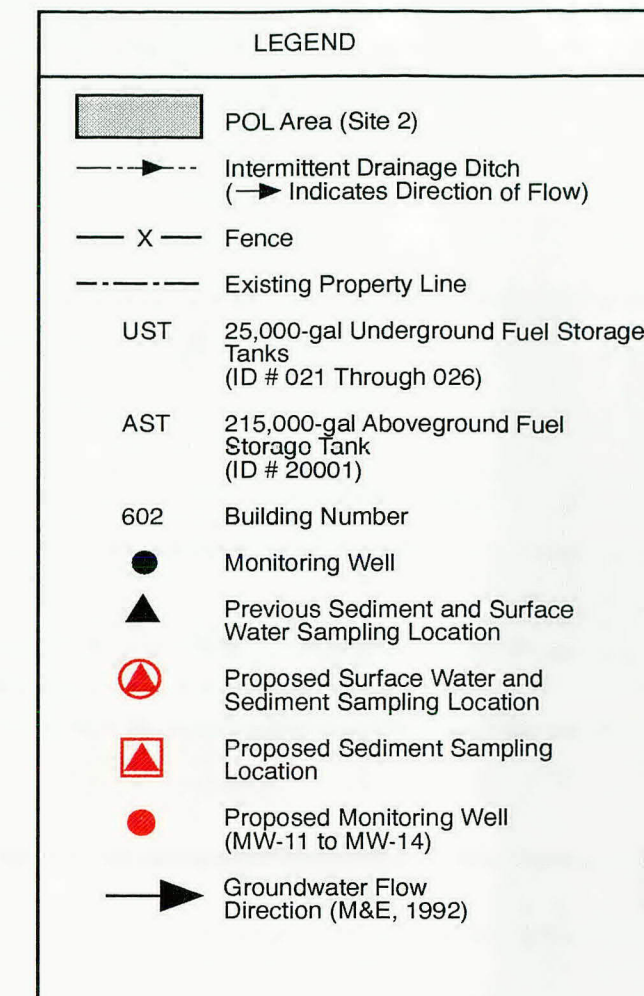 LEGEND
POL Area (Site 2)
Intermittent Drainage Ditch
( Indicates Direction of Flow)
X Fence
Existing Property Line
UST 25,000-gal Underground Fuel Storage
Tanks
(ID # 021 Through 026)
AST 215,000-gal Aboveground Fuel
Storago Tank
(ID # 20001)
602 Building Number
Monitoring Well
Previous Sediment and Surface
Water Sampling Location
Proposed Surface Water and
Sediment Sampling Location
Proposed Sediment Sampling
Location
Proposed Monitoring Well
(MW-11 to MW-14)
Groundwater Flow
Direction (M&E, 1992)